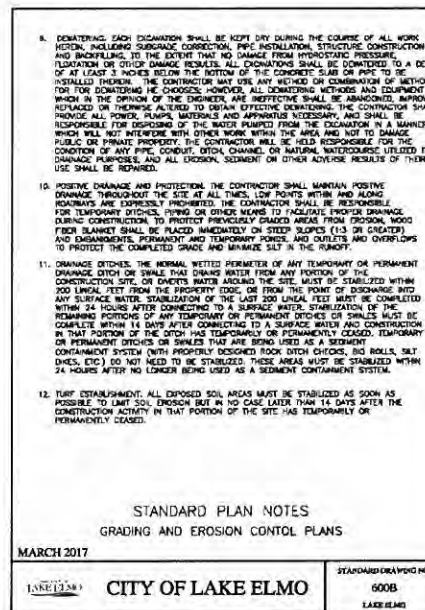 9. DEWATERING. EACH EXCAVATION SHALL BE KEPT DRY DURING THE COURSE OF ALL WORK
HEREIN, INCLUDING SUBGRADE CORRECTION, PIPE INSTALLATION, STRUCTURE CONSTRUCTION
AND BACKFILLING, TO THE EXTENT THAT NO DAMAGE FROM HYDROSTATIC PRESSURE,
FLOATATION OR OTHER DAMAGE RESULTS. ALL EXCAVATIONS SHALL BE DEWATERED TO A DE
OF AT LEAST 3 INCHES BELOW THE BOTTOM OF THE CONCRETE SLAB OR PIPE TO BE
INSTALLED THEREIN. THE CONTRACTOR MAY USE ANY METHOD OR COMBINATION OF METHO
FOR FOR DEWATERING HE CHOOSES; HOWEVER, ALL DEWATERING METHODS AND EQUIPMENT
WHICH IN THE OPINION OF THE ENGINEER, ARE INEFFECTIVE SHALL BE ABANDONED, IMPROV
REPLACED OR THERWISE ALTERED TO OBTAIN EFFECTIVE DEWATERING. THE CONTRACTOR SHA
PROVIDE ALL POWER, PUMPS, MATERIALS AND APPARATUS NECESSARY, AND SHALL BE
RESPONSIBLE FOR DISPOSING OF THE WATER PUMPED FROM THE EXCAVATION IN A MANNER
WHICH WILL NOT INTERFERE WITH OTHER WORK WITHIN THE AREA AND NOT TO DAMAGE
PUBLIC OR PRIVATE PROPERTY. THE CONTRACTOR WILL BE HELD RESPONSIBLE FOR THE
CONDITION OF ANY PIPE, CONDUIT, DITCH, CHANNEL OR NATURAL WATERCOURSE UTILIZED F
DRAINAGE PURPOSES, AND ALL EROSION, SEDIMENT OR OTHER ADVERSE RESULTS OF THEIR
USE SHALL BE REPAIRED.
10. POSITIVE DRAINAGE AND PROTECTION. THE CONTRACTOR SHALL MAINTAIN POSITIVE
DRAINAGE THROUGHOUT THE SITE AT ALL TIMES. LOW POINTS WITHIN AND ALONG
ROADWAYS ARE EXPRESSLY PROHIBITED. THE CONTRACTOR SHALL BE RESPONSIBLE
FOR TEMPORARY DITCHES, PIPING OR OTHER MEANS TO FACILITATE PROPER DRAINAGE
DURING CONSTRUCTION. TO PROTECT PREVIOUSLY GRADED AREAS FROM EROSION, WOOD
FIBER BLANKET SHALL BE PLACED IMMEDIATELY ON STEEP SLOPES (1:3 OR GREATER)
AND EMBANKMENTS, PERMANENT AND TEMPORARY PONDS, AND OUTLETS AND OVERFLOWS
TO PROTECT THE COMPLETED GRADE AND MINIMIZE SILT IN THE RUNOFF.
11. DRAINAGE DITCHES. THE NORMAL WETTED PERIMETER OF ANY TEMPORARY OR PERMANENT
DRAINAGE DITCH OR SWALE THAT DRAINS WATER FROM ANY PORTION OF THE
CONSTRUCTION SITE, OR DIVERTS WATER AROUND THE SITE, MUST BE STABILIZED WITHIN
200 LINEAL FEET FROM THE PROPERTY EDGE, OR FROM THE POINT OF DISCHARGE INTO
ANY SURFACE WATER. STABILIZATION OF THE LAST 200 LINEAL FEET MUST BE COMPLETED
WITHIN 24 HOURS AFTER CONNECTING TO A SURFACE WATER. STABILIZATION OF THE
REMAINING PORTIONS OF ANY TEMPORARY OR PERMANENT DITCHES OR SWALES MUST BE
COMPLETE WITHIN 14 DAYS AFTER CONNECTING TO A SURFACE WATER AND CONSTRUCTION
IN THAT PORTION OF THE DITCH HAS TEMPORARILY OR PERMANENTLY CEASED. TEMPORARY
OR PERMANENT DITCHES OR SWALES THAT ARE BEING USED AS A SEDIMENT
CONTAINMENT SYSTEM (WITH PROPERLY DESIGNED ROCK DITCH CHECKS, BIO ROLLS, SILT
DIKES, ETC.) DO NOT NEED TO BE STABILIZED. THESE AREAS MUST BE STABILIZED WITHIN
24 HOURS AFTER NO LONGER BEING USED AS A SEDIMENT CONTAINMENT SYSTEM.
12. TURF ESTABLISHMENT. ALL EXPOSED SOIL AREAS MUST BE STABILIZED AS SOON AS
POSSIBLE TO LIMIT SOIL EROSION BUT IN NO CASE LATER THAN 14 DAYS AFTER THE
CONSTRUCTION ACTIVITY IN THAT PORTION OF THE SITE HAS TEMPORARILY OR
PERMANENTLY CEASED.
STANDARD PLAN NOTES
GRADING AND EROSION CONTOL PLANS
MARCH 2017
LAKE ELMO
CITY OF LAKE ELMO
STANDARD DRAWING N
600B
LAKE ELMO